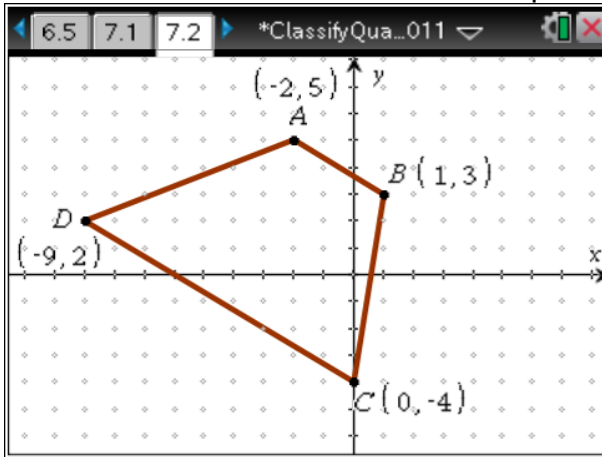 6.5 7.1 7.2 *ClassifyQua...011
(-2, 5) y
A
B (1, 3)
D
(-9, 2) x
C (0, -4)